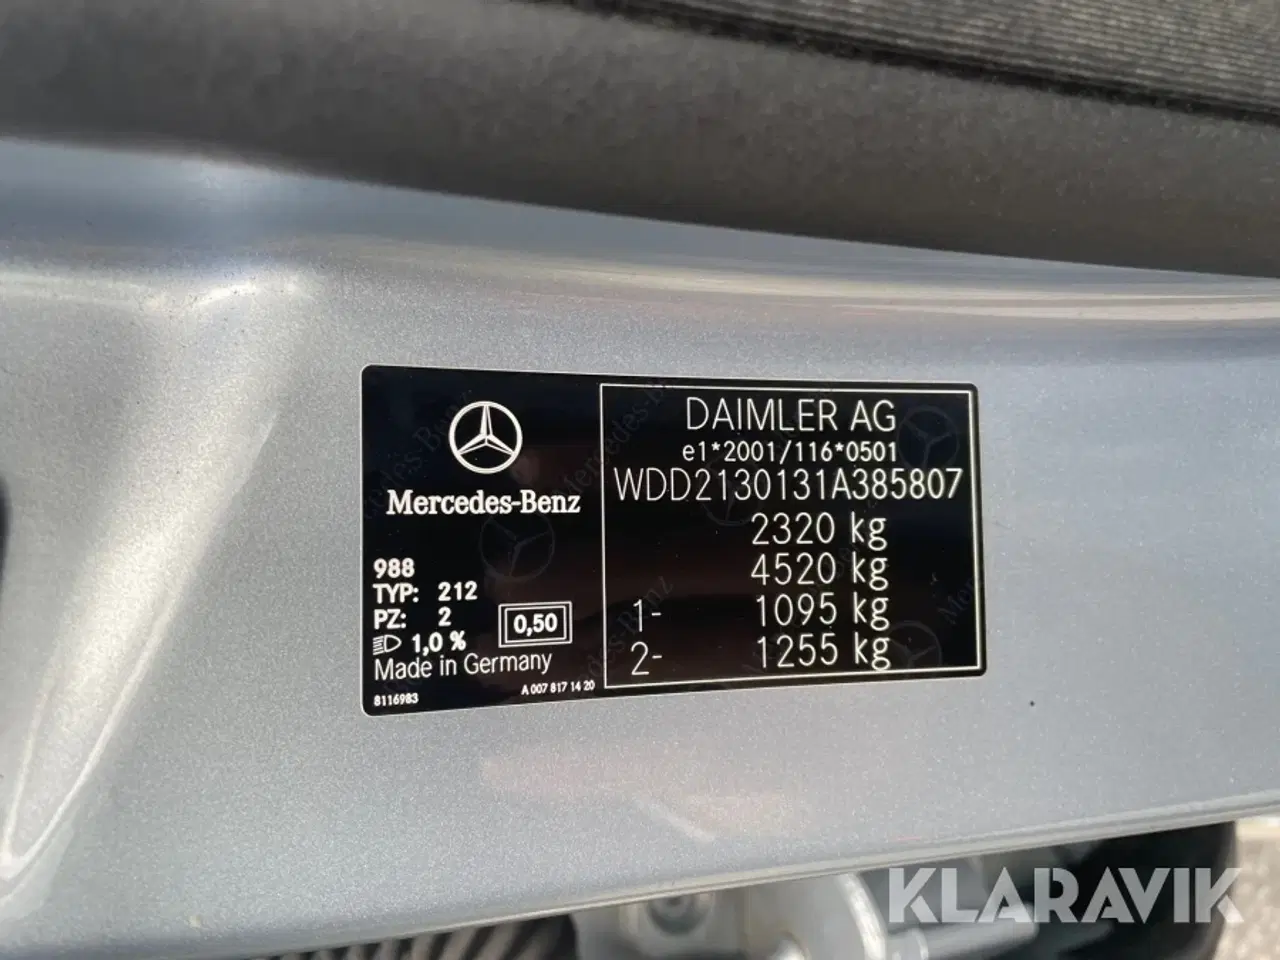 Mercedes-Benz
988
TYP: 212
PZ: 2
1,0 %
0,50
Made in Germany
8116983
A 007 817 14 20
DAIMLER AG
e1*2001/116*0501
WDD2130131A385807
2320 kg
4520 kg
1- 1095 kg
2- 1255 kg
KLARAVIK